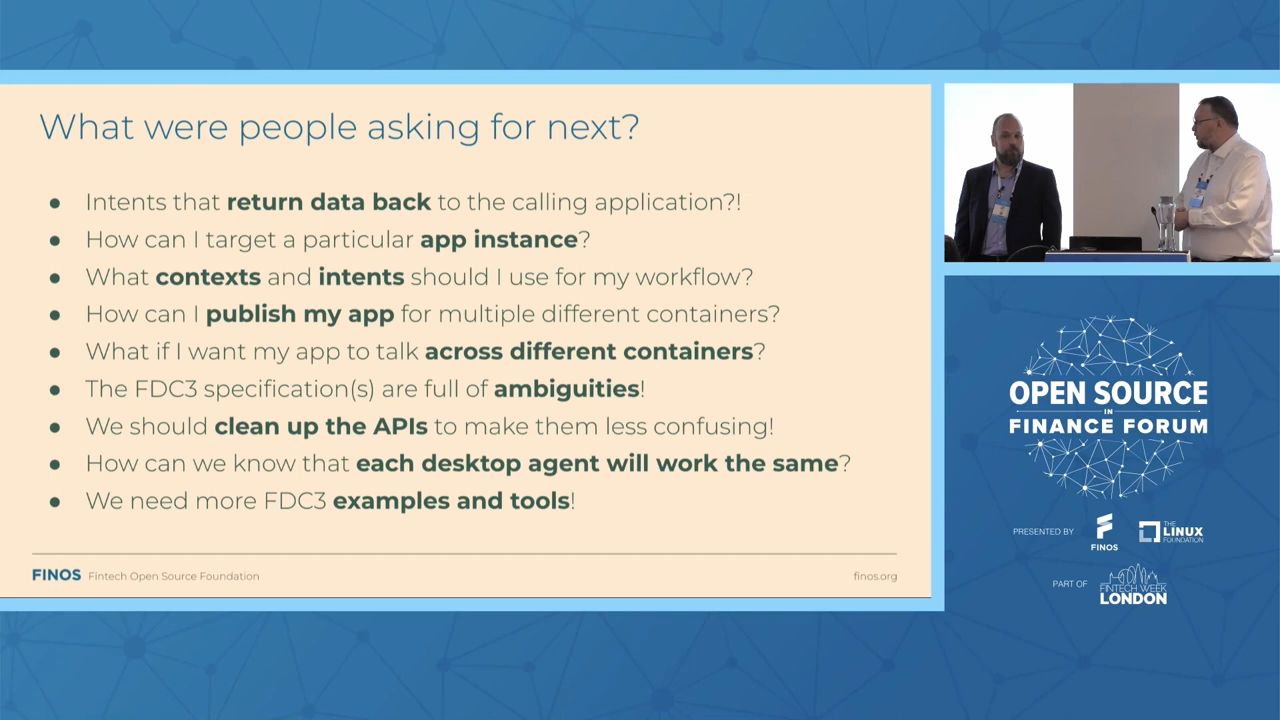 What were people asking for next?
● Intents that return data back to the calling application?!
● How can I target a particular app instance?
● What contexts and intents should I use for my workflow?
● How can I publish my app for multiple different containers?
● What if I want my app to talk across different containers?
● The FDC3 specification(s) are full of ambiguities!
● We should clean up the APIs to make them less confusing!
● How can we know that each desktop agent will work the same?
● We need more FDC3 examples and tools!
FINOS Fintech Open Source Foundation
finos.org
OPEN SOURCE
IN
FINANCE FORUM
PRESENTED BY
FINOS
THE
LINUX
FOUNDATION
PART OF
FINTECH WEEK
LONDON